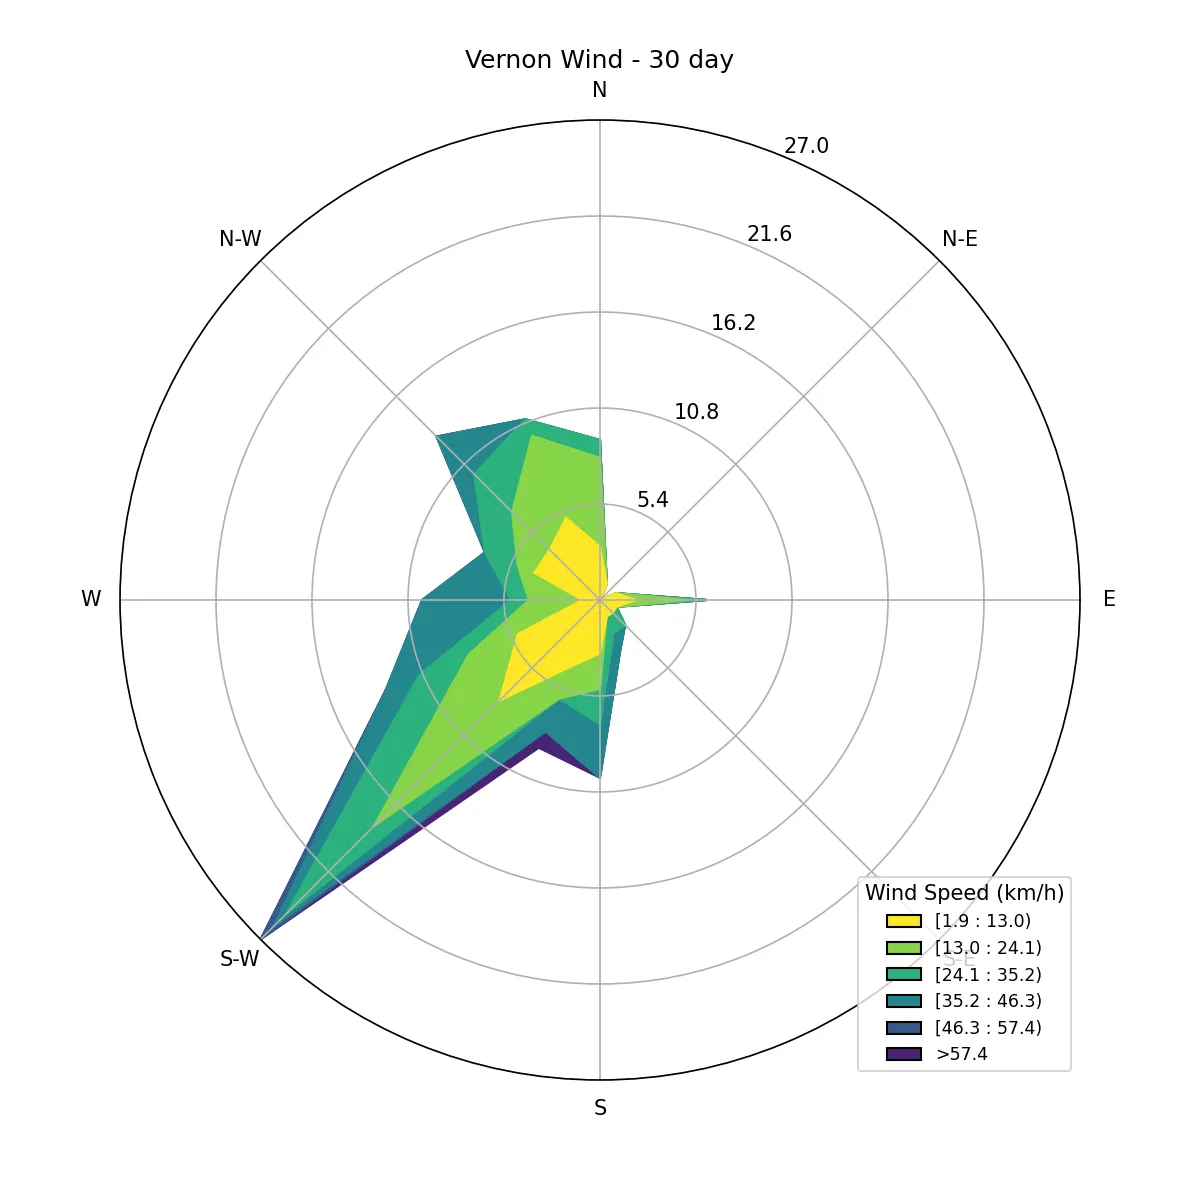 Vernon Wind - 30 day
N
27.0
N-W
N-E
21.6
16.2
10.8
5.4
W
E
S-W
S-E
S
Wind Speed (km/h)
[1.9 : 13.0)
[13.0 : 24.1)
[24.1 : 35.2)
[35.2 : 46.3)
[46.3 : 57.4)
>57.4